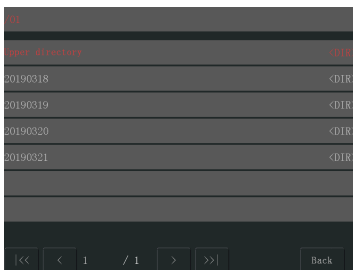 Upper directory <DIR
20190318 <DIR
20190319 <DIR
20190320 <DIR
20190321 <DIR
|<< < 1 / 1 > >>| Back